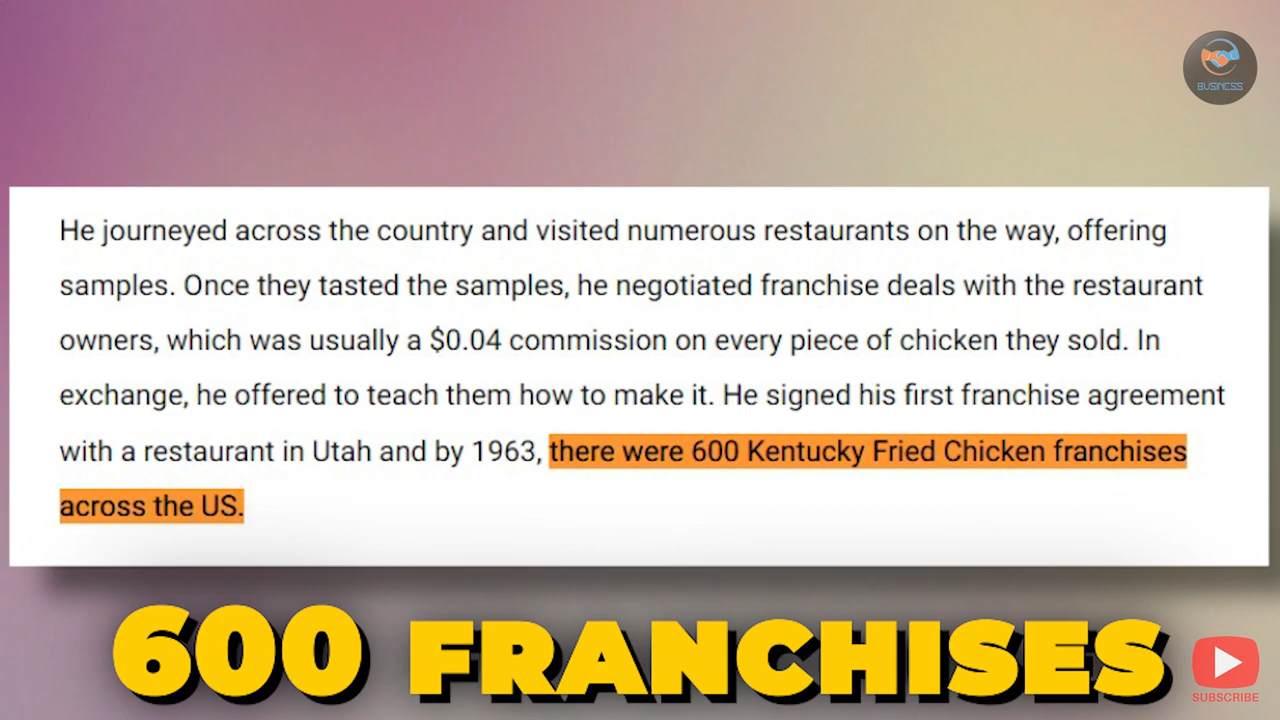 BUSINESS
He journeyed across the country and visited numerous restaurants on the way, offering
samples. Once they tasted the samples, he negotiated franchise deals with the restaurant
owners, which was usually a $0.04 commission on every piece of chicken they sold. In
exchange, he offered to teach them how to make it. He signed his first franchise agreement
with a restaurant in Utah and by 1963, there were 600 Kentucky Fried Chicken franchises
across the US.
600 FRANCHISES
SUBSCRIBE